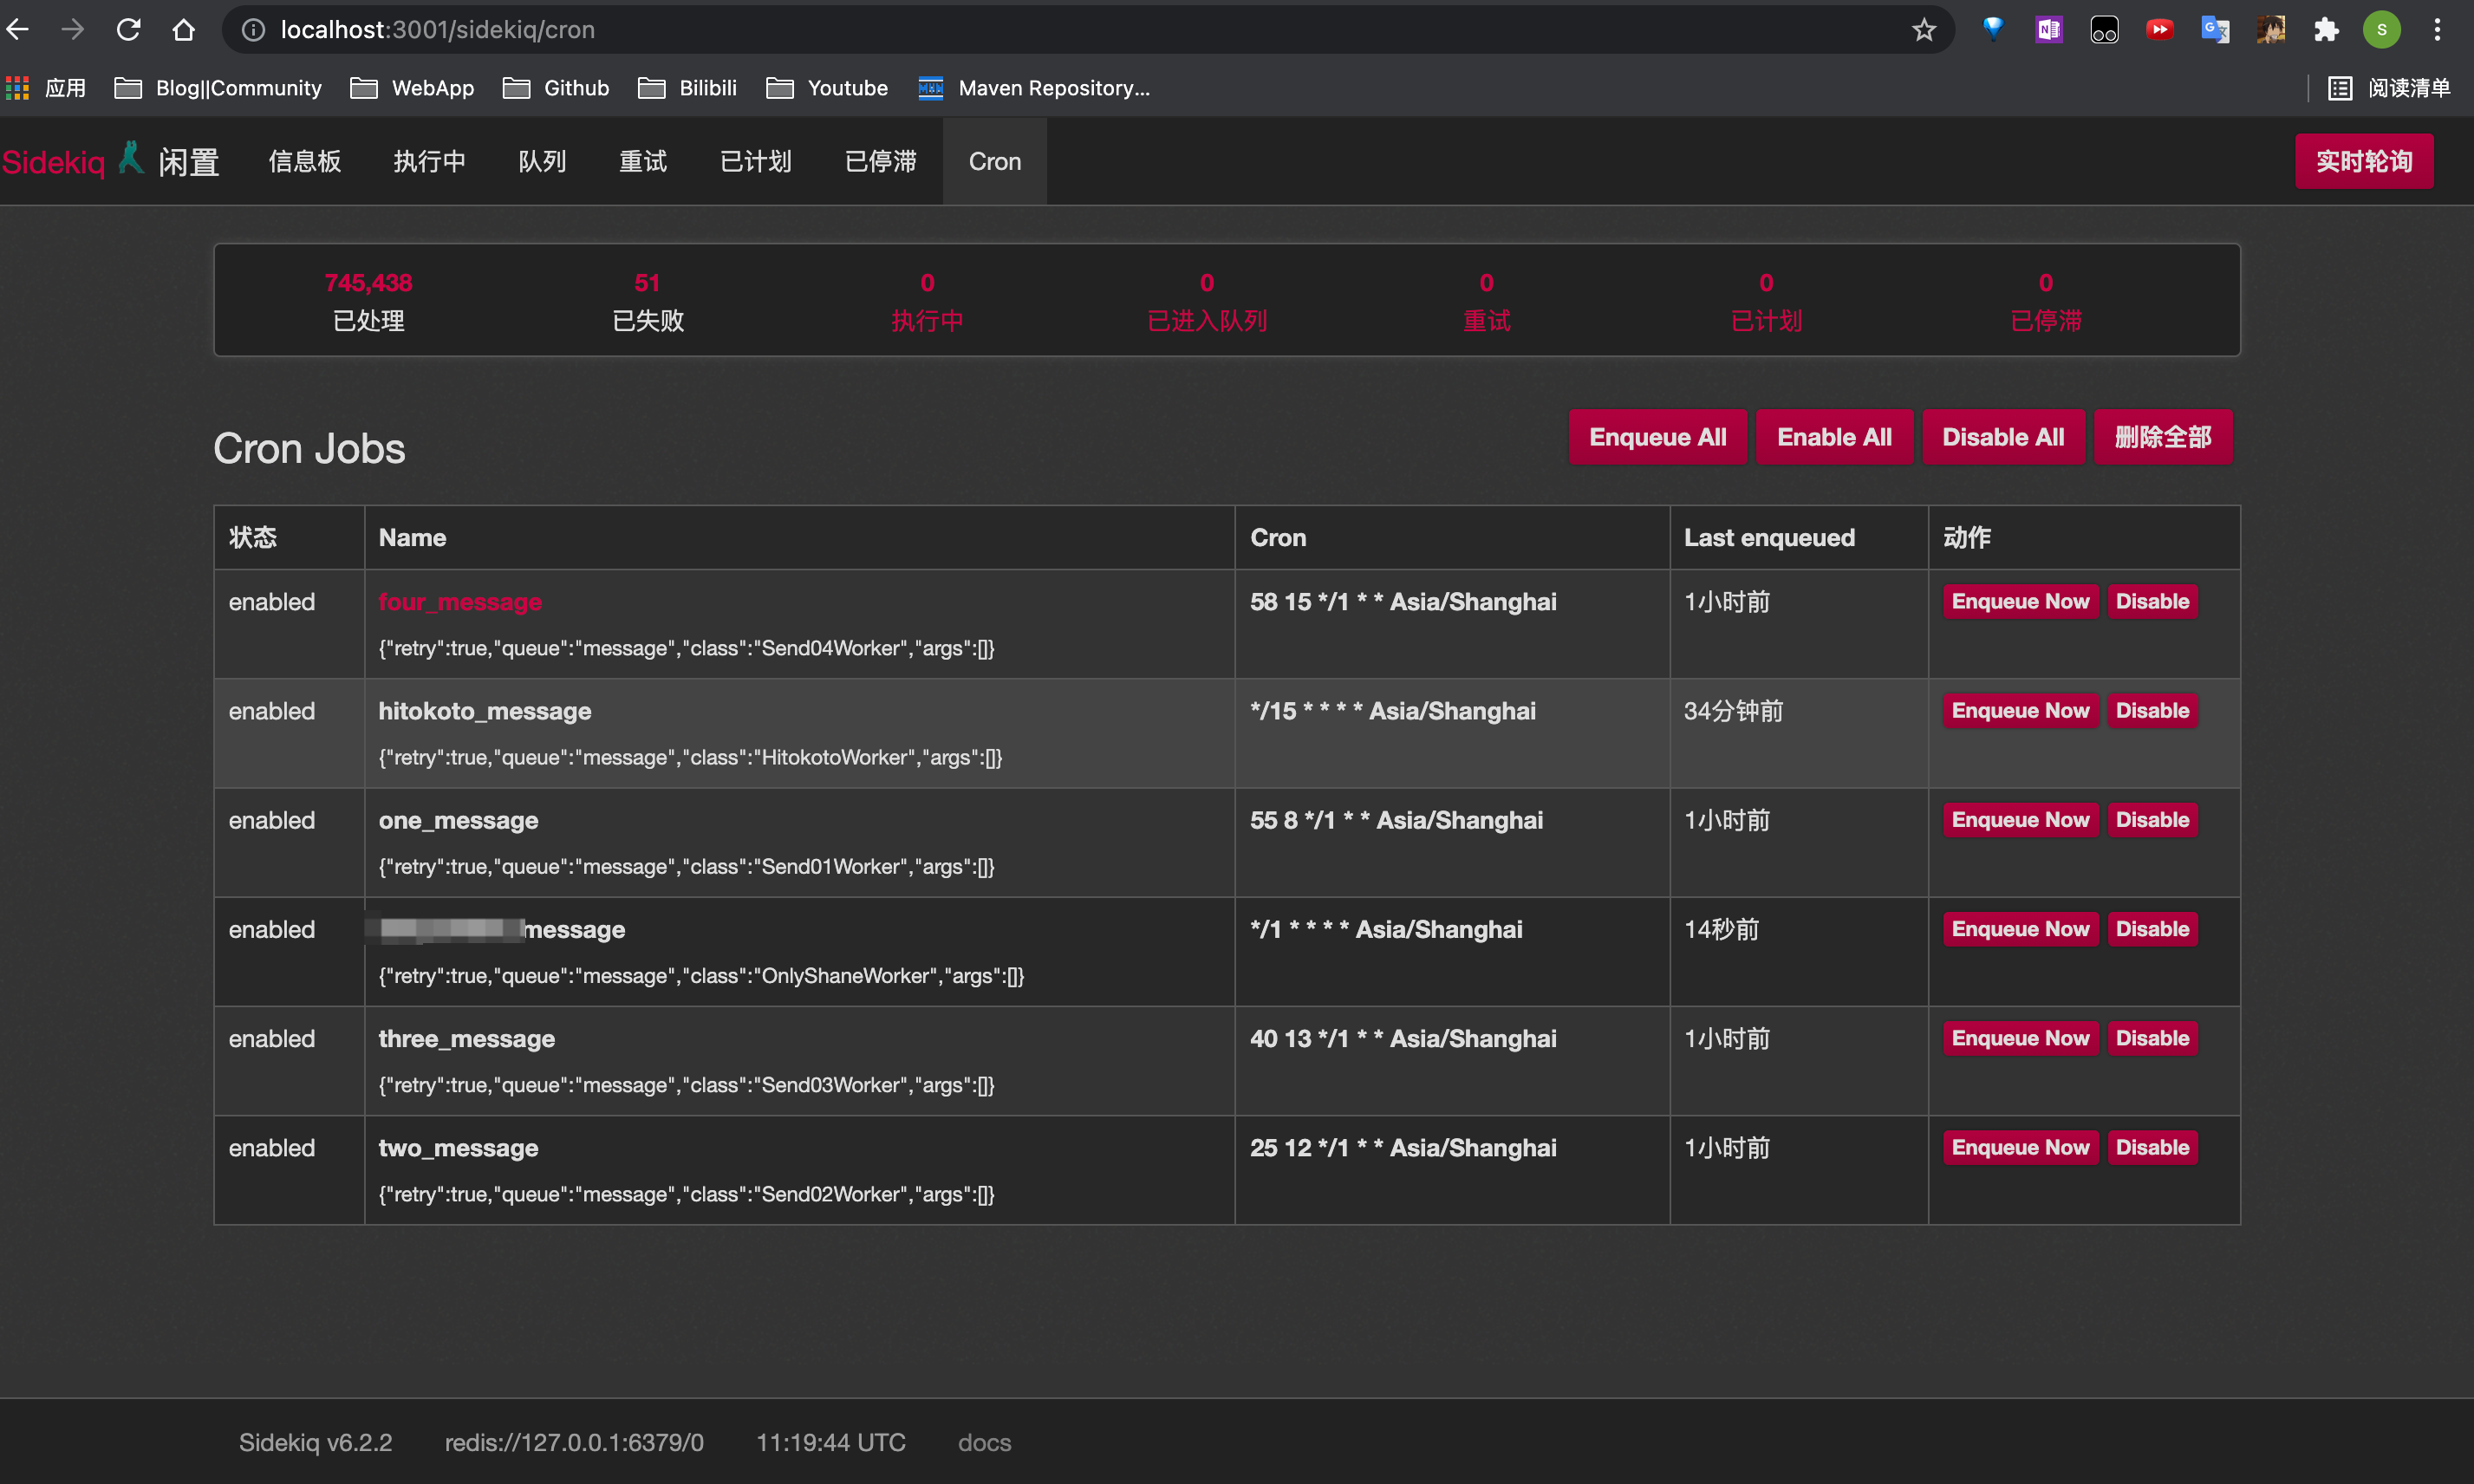 localhost:3001/sidekiq/cron
S
应用 Blog||Community WebApp Github Bilibili Youtube Maven Repository... 阅读清单
Sidekiq 闲置 信息板 执行中 队列 重试 已计划 已停滞 Cron 实时轮询
745,438 51 0 0 0 0 0
已处理 已失败 执行中 已进入队列 重试 已计划 已停滞
Cron Jobs Enqueue All Enable All Disable All 删除全部
状态 Name Cron Last enqueued 动作
enabled four_message 58 15 */1 * * Asia/Shanghai 1小时前 Enqueue Now Disable
{"retry":true,"queue":"message","class":"Send04Worker","args":[]}
enabled hitokoto_message */15 * * * * Asia/Shanghai 34分钟前 Enqueue Now Disable
{"retry":true,"queue":"message","class":"HitokotoWorker","args":[]}
enabled one_message 55 8 */1 * * Asia/Shanghai 1小时前 Enqueue Now Disable
{"retry":true,"queue":"message","class":"Send01Worker","args":[]}
enabled message */1 * * * * Asia/Shanghai 14秒前 Enqueue Now Disable
{"retry":true,"queue":"message","class":"OnlyShaneWorker","args":[]}
enabled three_message 40 13 */1 * * Asia/Shanghai 1小时前 Enqueue Now Disable
{"retry":true,"queue":"message","class":"Send03Worker","args":[]}
enabled two_message 25 12 */1 * * Asia/Shanghai 1小时前 Enqueue Now Disable
{"retry":true,"queue":"message","class":"Send02Worker","args":[]}
Sidekiq v6.2.2 redis://127.0.0.1:6379/0 11:19:44 UTC docs